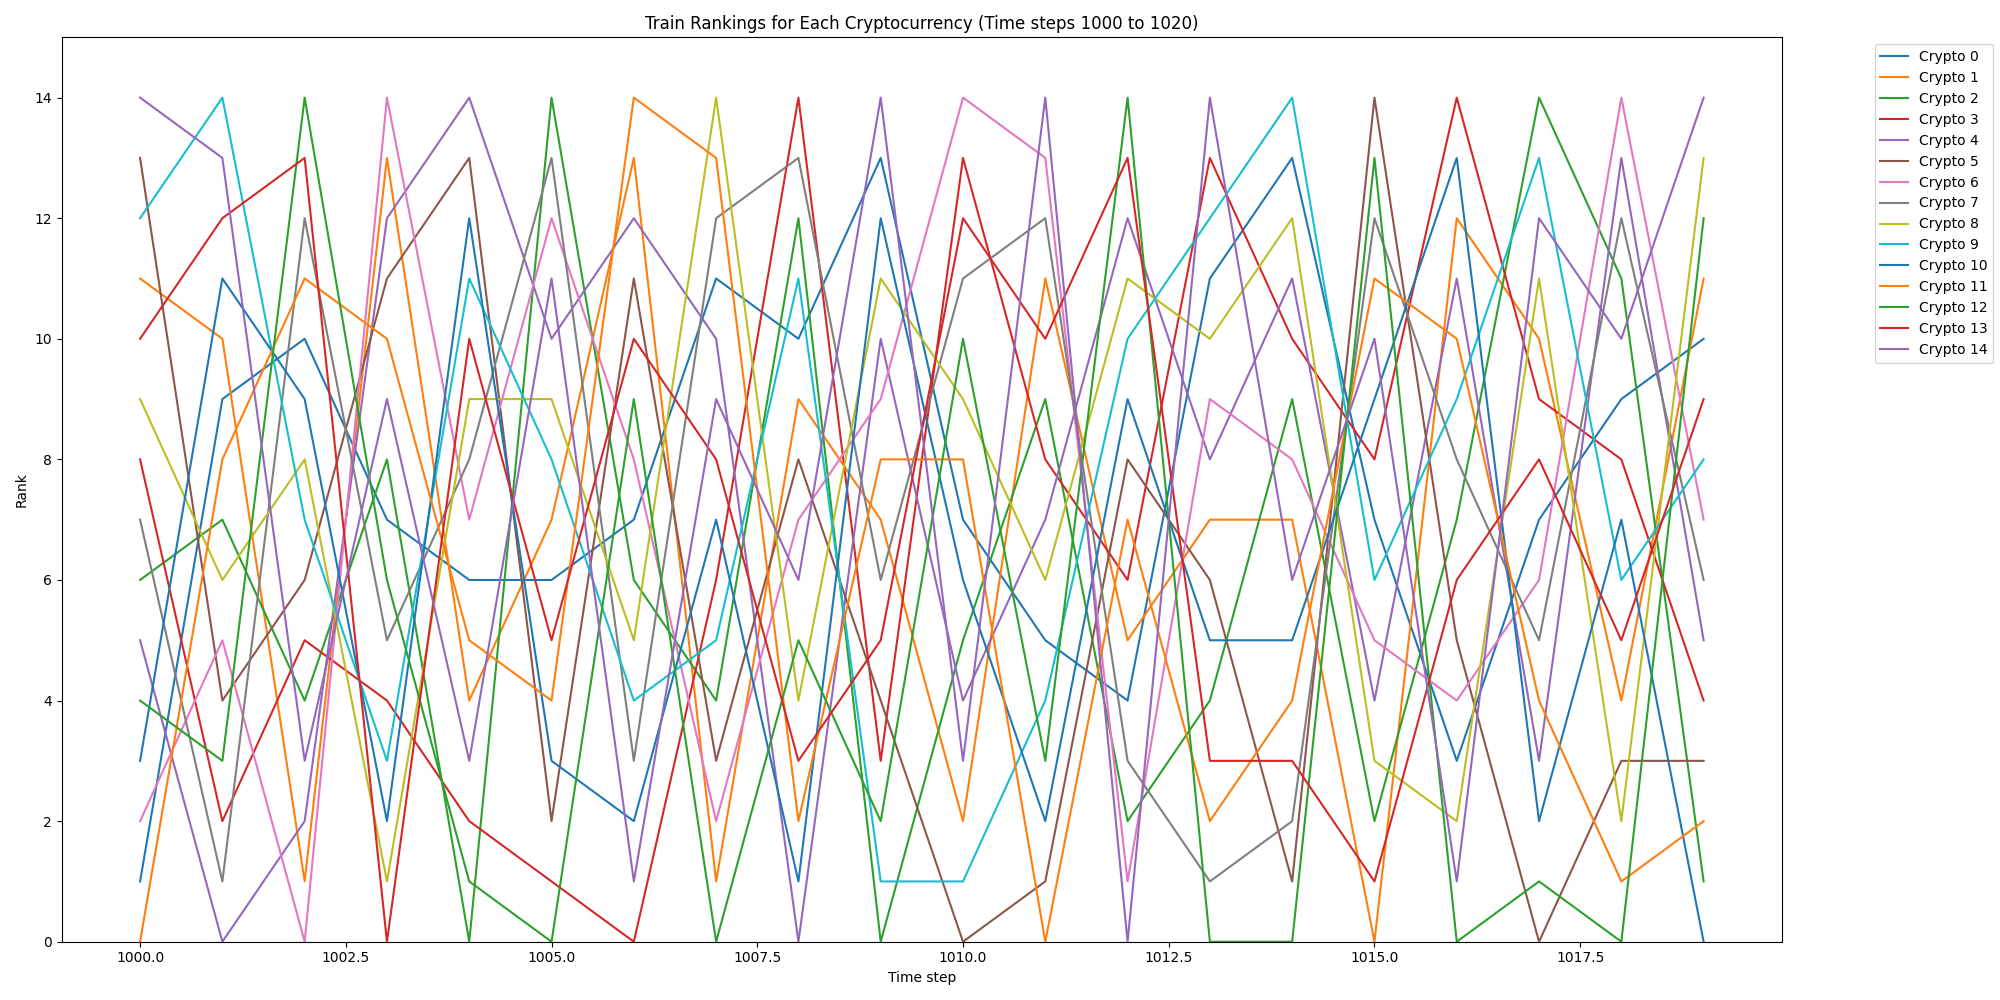 Train Rankings for Each Cryptocurrency (Time steps 1000 to 1020)
Rank
14
12
10
8
6
4
2
0
1000.0 1002.5 1005.0 1007.5 1010.0 1012.5 1015.0 1017.5
Time step
Crypto 0
Crypto 1
Crypto 2
Crypto 3
Crypto 4
Crypto 5
Crypto 6
Crypto 7
Crypto 8
Crypto 9
Crypto 10
Crypto 11
Crypto 12
Crypto 13
Crypto 14